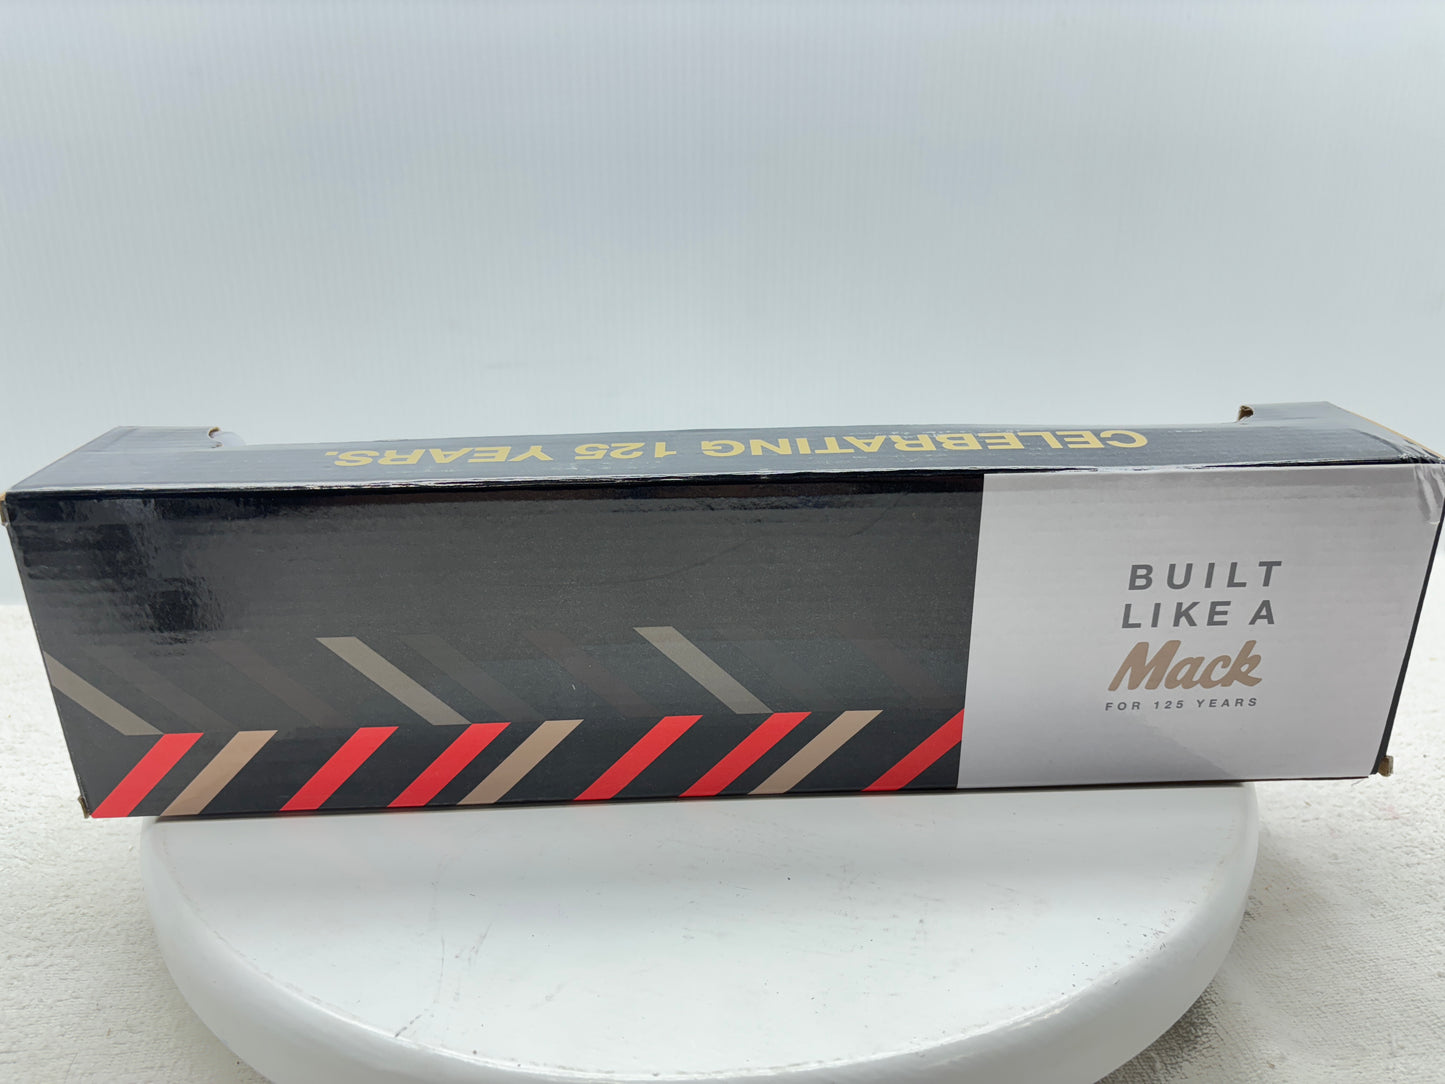 CELEBRATING 125 YEARS.
BUILT
LIKE A
Mack
FOR 125 YEARS